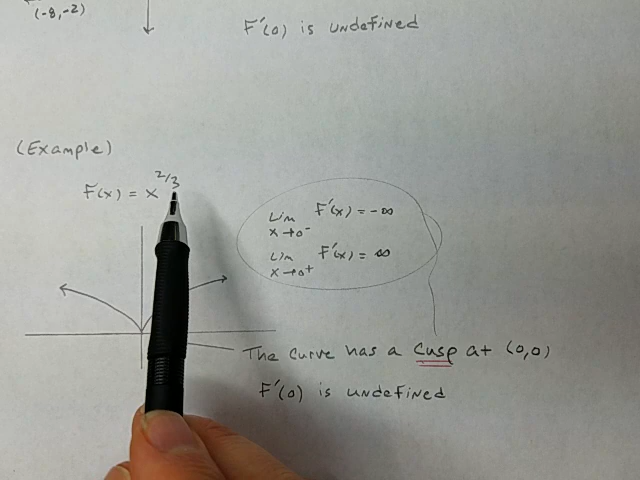 (-8,-2)
F'(0) is undefined
(Example)
F(x) = x^2/3
Lim F'(x) = -∞
x→0⁻
Lim F'(x) = ∞
x→0⁺
The curve has a cusp at (0,0)
F'(0) is undefined